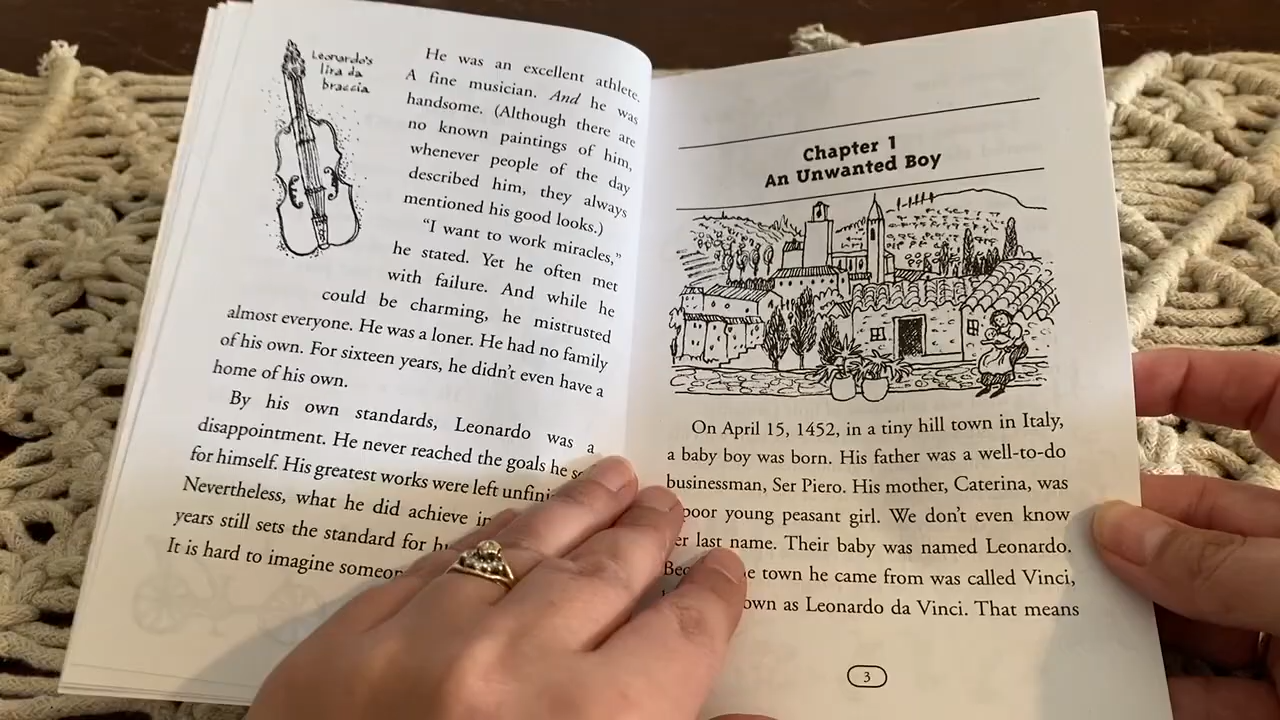 Leonardo's
lira da
braccia
He was an excellent athlete.
A fine musician. And he was
handsome. (Although there are
no known paintings of him,
whenever people of the day
described him, they always
mentioned his good looks.)
"I want to work miracles,"
he stated. Yet he often met
with failure. And while he
could be charming, he mistrusted
almost everyone. He was a loner. He had no family
of his own. For sixteen years, he didn't even have a
home of his own.
By his own standards, Leonardo was a
disappointment. He never reached the goals he
for himself. His greatest works were left
Nevertheless, what he did achieve
years still sets the standard for
It is hard to imagine
Chapter 1
An Unwanted Boy
On April 15, 1452, in a tiny hill town in Italy,
a baby boy was born. His father was a well-to-do
businessman, Ser Piero. His mother, Caterina, was
poor young peasant girl. We don't even know
last name. Their baby was named Leonardo.
town he came from was called Vinci,
as Leonardo da Vinci. That means
3